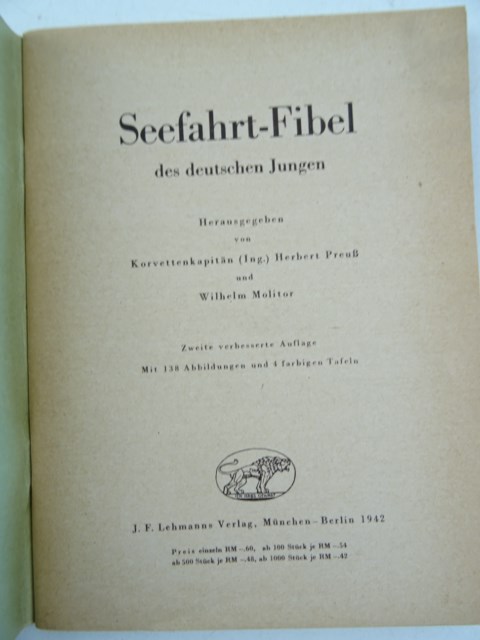 Seefahrt-Fibel
des deutschen Jungen
Herausgegeben
von
Korvettenkapitän (Ing.) Herbert Preuß
und
Wilhelm Molitor
Zweite verbesserte Auflage
Mit 138 Abbildungen und 4 farbigen Tafeln
J. F. Lehmanns Verlag, München–Berlin 1942
Preis einzeln RM –.60, ab 100 Stück je RM –.54
ab 500 Stück je RM –.48, ab 1000 Stück je RM –.42